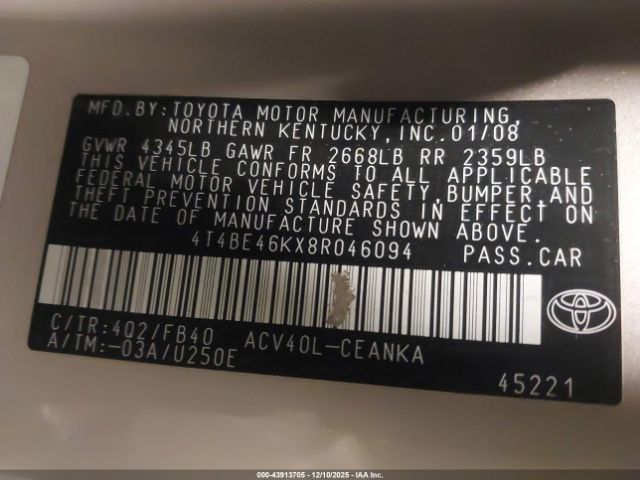 MFD.BY:TOYOTA MOTOR MANUFACTURING,
NORTHERN KENTUCKY,INC.01/08
GVWR 4345LB GAWR FR 2668LB RR 2359LB
THIS VEHICLE CONFORMS TO ALL APPLICABLE
FEDERAL MOTOR VEHICLE SAFETY,BUMPER,AND
THEFT PREVENTION STANDARDS IN EFFECT ON
THE DATE OF MANUFACTURE SHOWN ABOVE.
4T4BE46KX8R046094 PASS.CAR
C/TR:4Q2/FB40 ACV40L-CEANKA
A/TM:-03A/U250E
45221
000-43913705 - 12/10/2025 - IAA Inc.